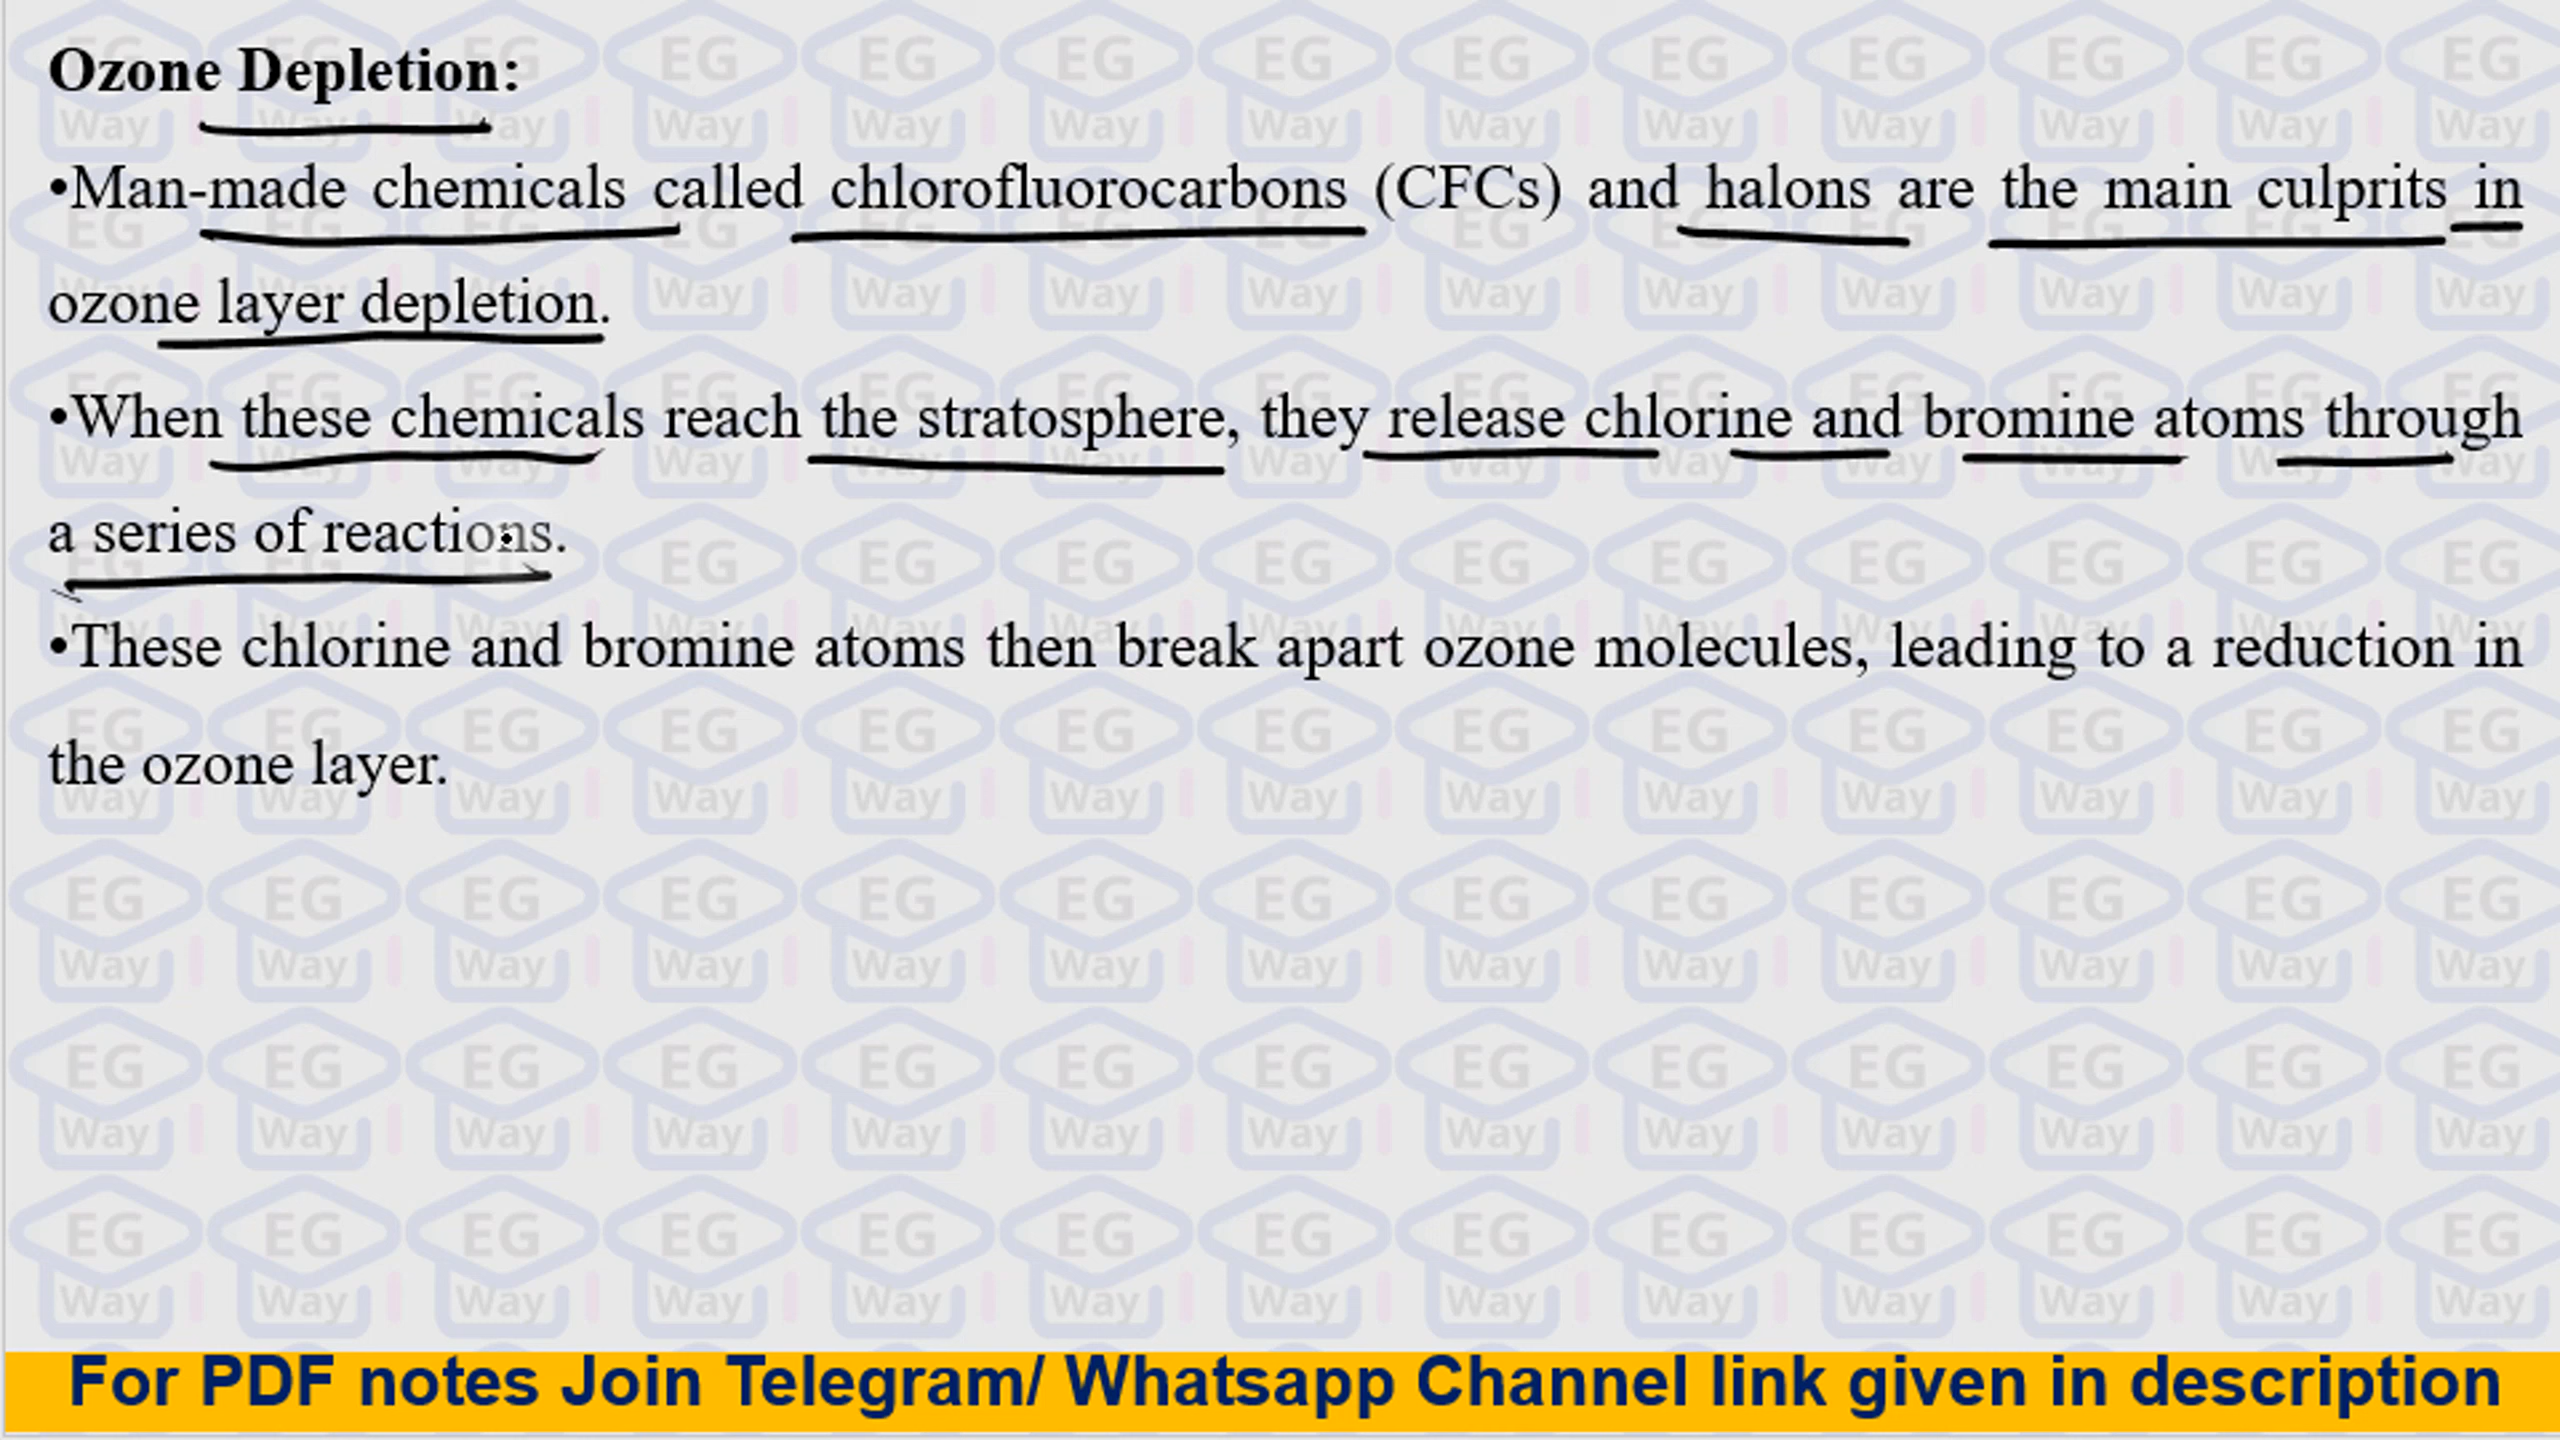 Ozone Depletion:
•Man-made chemicals called chlorofluorocarbons (CFCs) and halons are the main culprits in
ozone layer depletion.
•When these chemicals reach the stratosphere, they release chlorine and bromine atoms through
a series of reactions.
•These chlorine and bromine atoms then break apart ozone molecules, leading to a reduction in
the ozone layer.
For PDF notes Join Telegram/ Whatsapp Channel link given in description